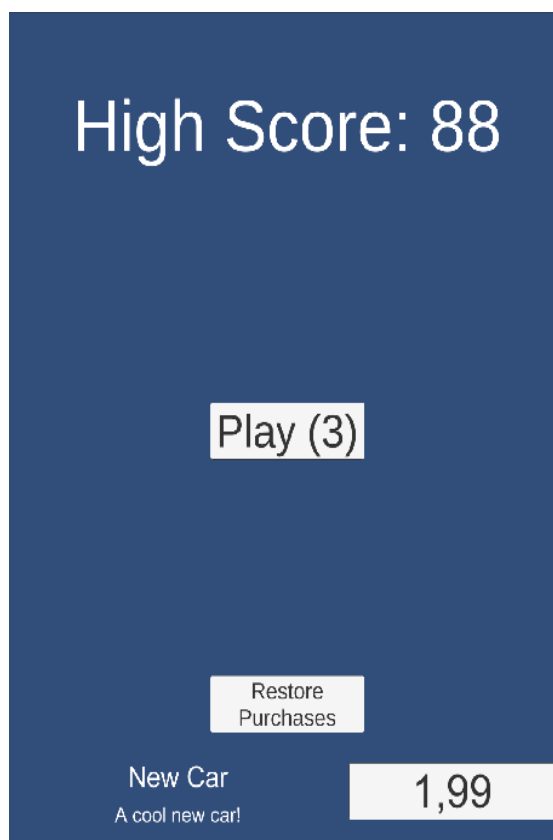 High Score: 88
Play (3)
Restore
Purchases
New Car
1,99
A cool new car!